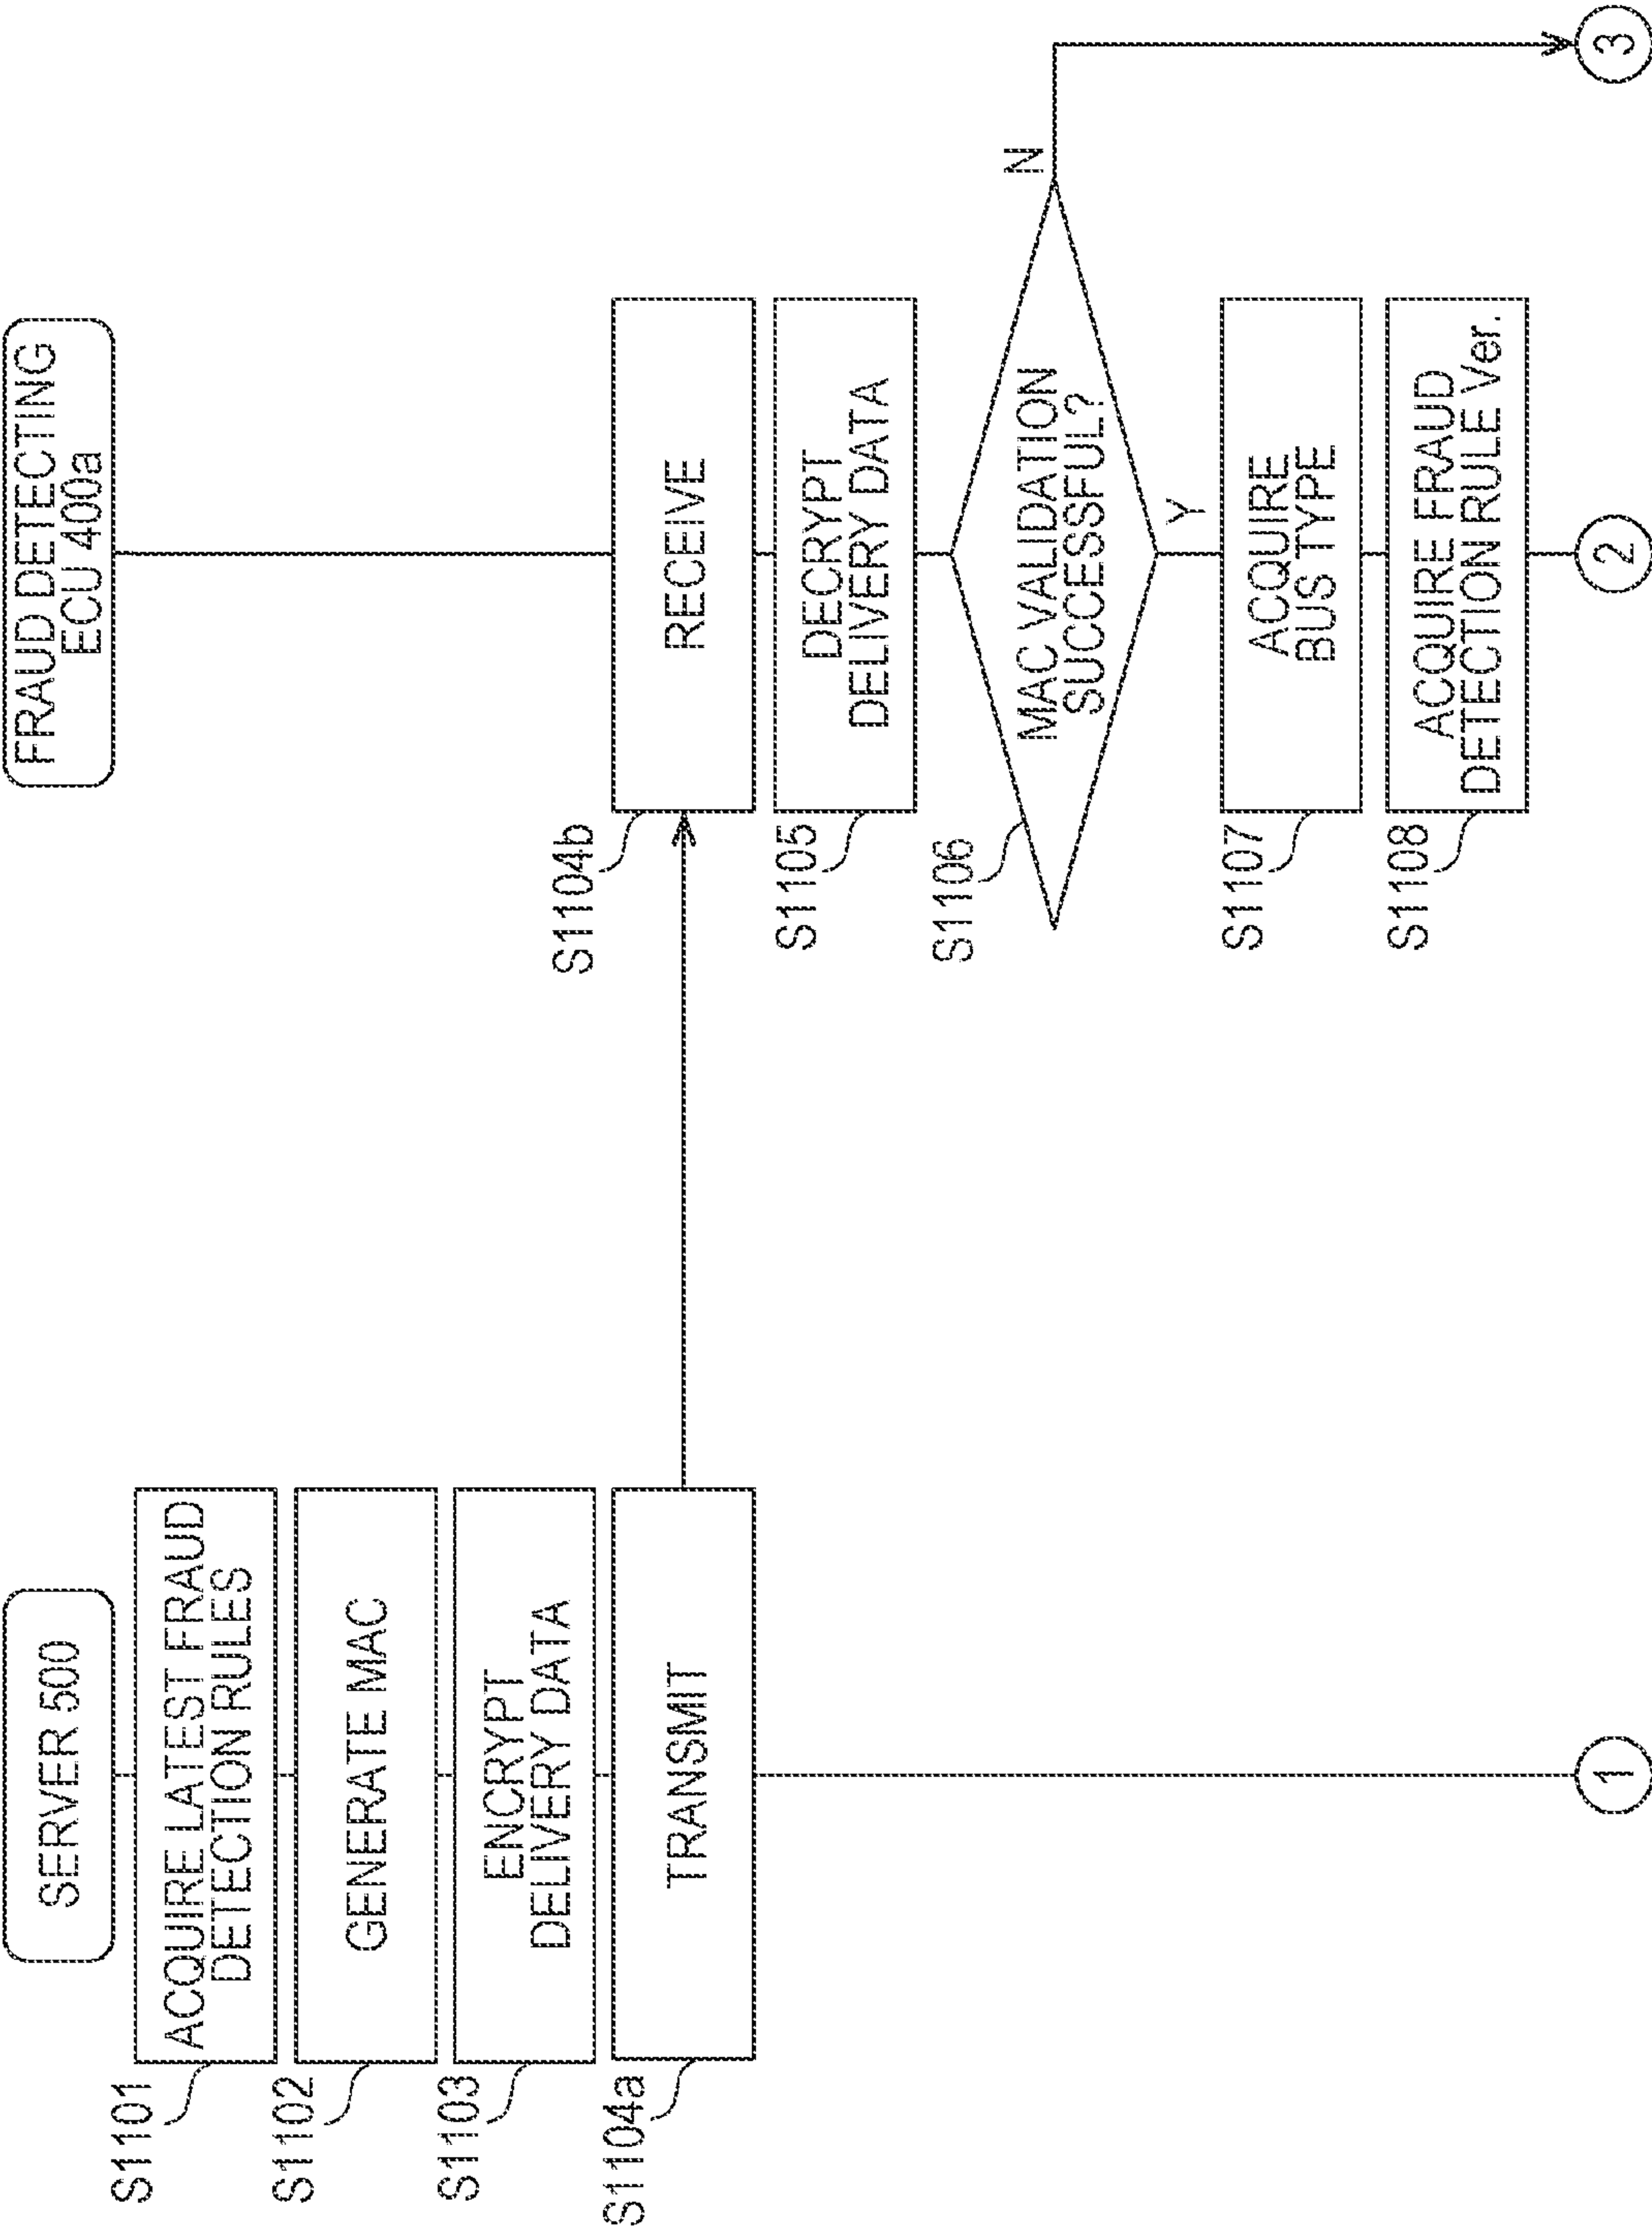 SERVER 500
S1101
ACQUIRE LATEST FRAUD
DETECTION RULES
S1102
GENERATE MAC
S1103
ENCRYPT
DELIVERY DATA
S1104a
TRANSMIT
1
FRAUD DETECTING
ECU 400a
S1104b
RECEIVE
S1105
DECRYPT
DELIVERY DATA
S1106
MAC VALIDATION
SUCCESSFUL?
N
Y
S1107
ACQUIRE
BUS TYPE
S1108
ACQUIRE FRAUD
DETECTION RULE Ver.
2
3